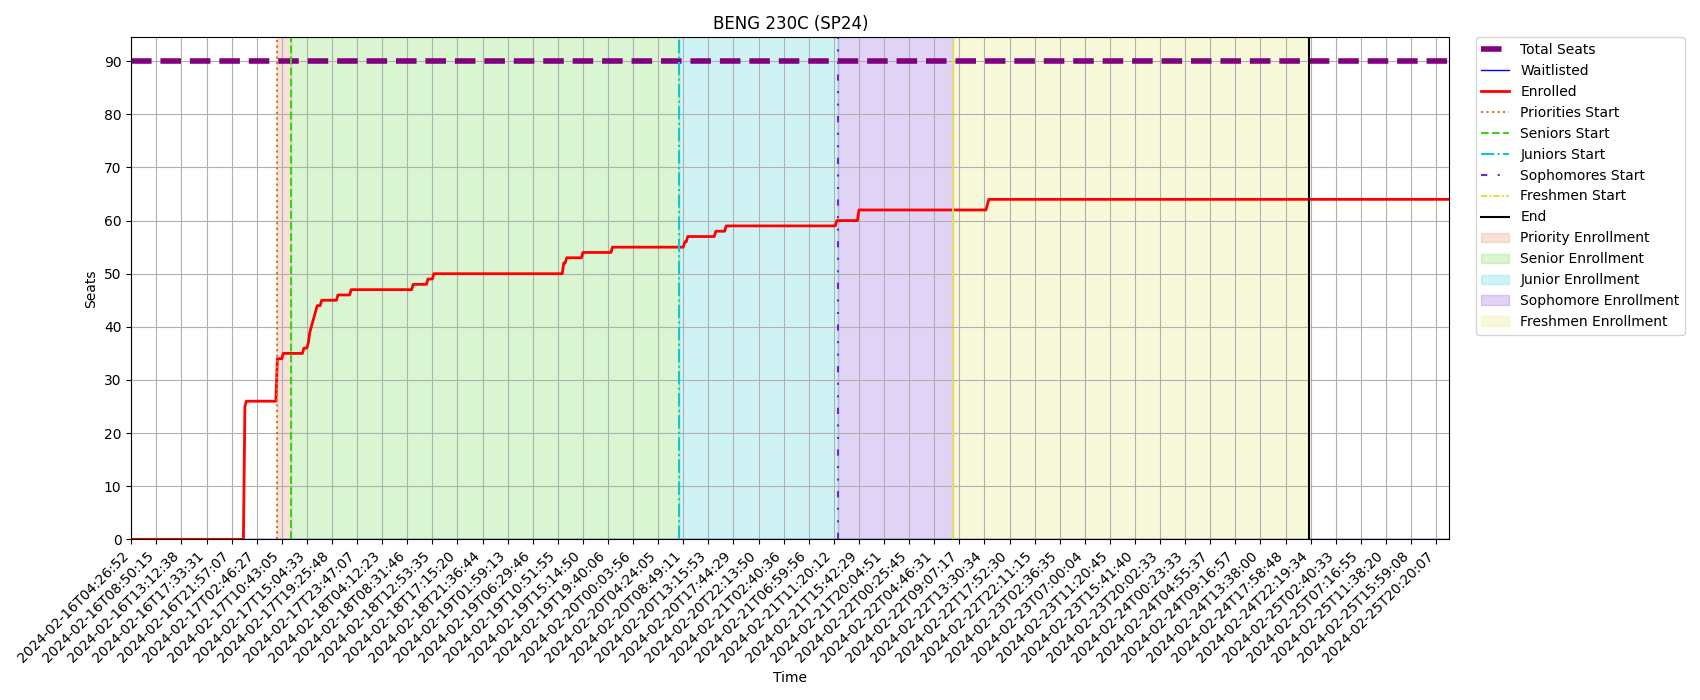 BENG 230C (SP24)
Seats
90
80
70
60
50
40
30
20
10
0
2024-02-16T04:26:52
2024-02-16T08:50:15
2024-02-16T13:12:38
2024-02-16T17:33:31
2024-02-16T21:57:07
2024-02-17T02:46:27
2024-02-17T10:43:05
2024-02-17T15:04:33
2024-02-17T19:25:48
2024-02-17T23:47:07
2024-02-18T04:12:23
2024-02-18T08:31:46
2024-02-18T12:53:35
2024-02-18T17:15:20
2024-02-18T21:36:44
2024-02-19T01:59:13
2024-02-19T06:29:46
2024-02-19T10:51:55
2024-02-19T15:14:50
2024-02-19T19:40:06
2024-02-20T00:03:56
2024-02-20T04:24:05
2024-02-20T08:49:11
2024-02-20T13:15:53
2024-02-20T17:44:29
2024-02-20T22:13:50
2024-02-21T02:40:36
2024-02-21T06:59:56
2024-02-21T11:20:12
2024-02-21T15:42:29
2024-02-21T20:04:51
2024-02-22T00:25:45
2024-02-22T04:46:31
2024-02-22T09:07:17
2024-02-22T13:30:34
2024-02-22T17:52:30
2024-02-22T22:11:15
2024-02-23T02:36:35
2024-02-23T07:00:04
2024-02-23T11:20:45
2024-02-23T15:41:40
2024-02-23T20:02:33
2024-02-24T00:23:33
2024-02-24T04:55:37
2024-02-24T09:16:57
2024-02-24T13:38:00
2024-02-24T17:58:48
2024-02-24T22:19:34
2024-02-25T02:40:33
2024-02-25T07:16:55
2024-02-25T11:38:20
2024-02-25T15:59:08
2024-02-25T20:20:07
Time
Total Seats
Waitlisted
Enrolled
Priorities Start
Seniors Start
Juniors Start
Sophomores Start
Freshmen Start
End
Priority Enrollment
Senior Enrollment
Junior Enrollment
Sophomore Enrollment
Freshmen Enrollment